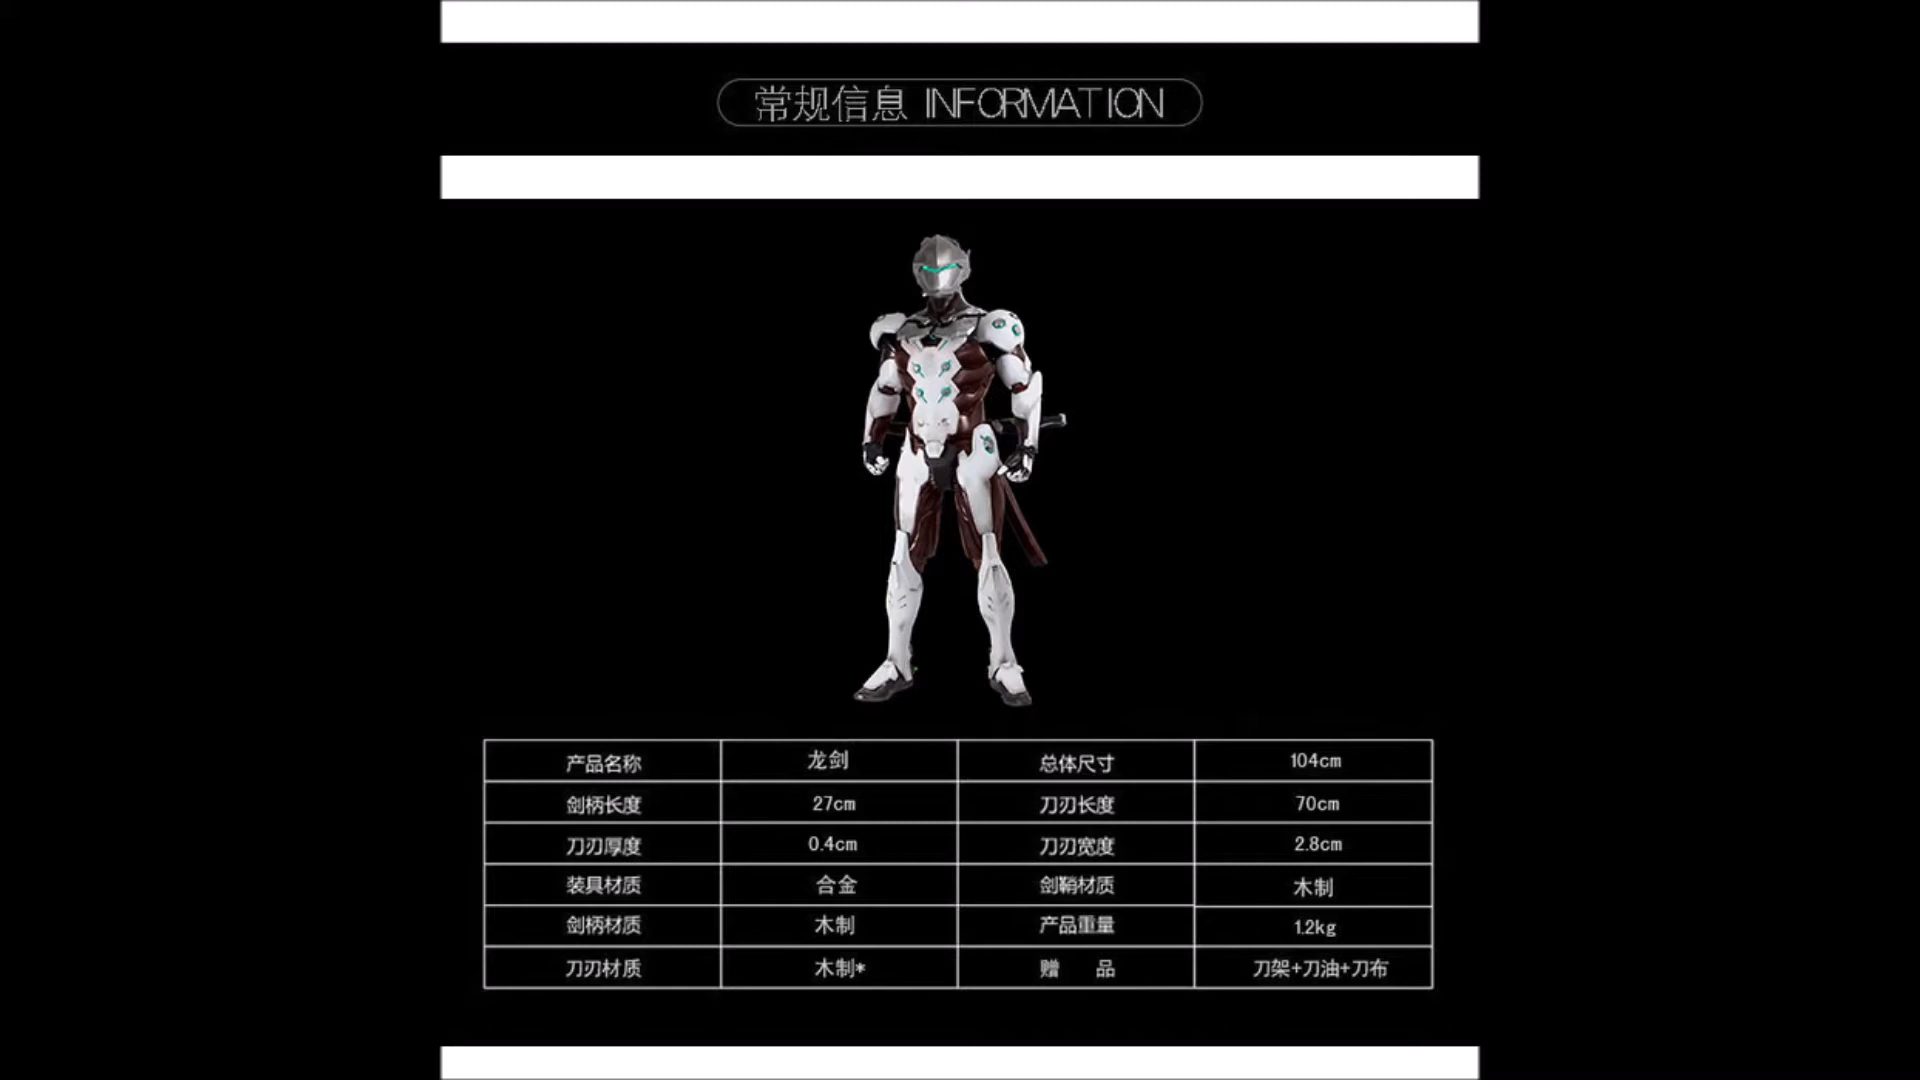 常规信息 INFORMATION
产品名称 龙剑 总体尺寸 104cm
剑柄长度 27cm 刀刃长度 70cm
刀刃厚度 0.4cm 刀刃宽度 2.8cm
装具材质 合金 剑鞘材质 木制
剑柄材质 木制 产品重量 1.2kg
刀刃材质 木制* 赠 品 刀架+刀油+刀布